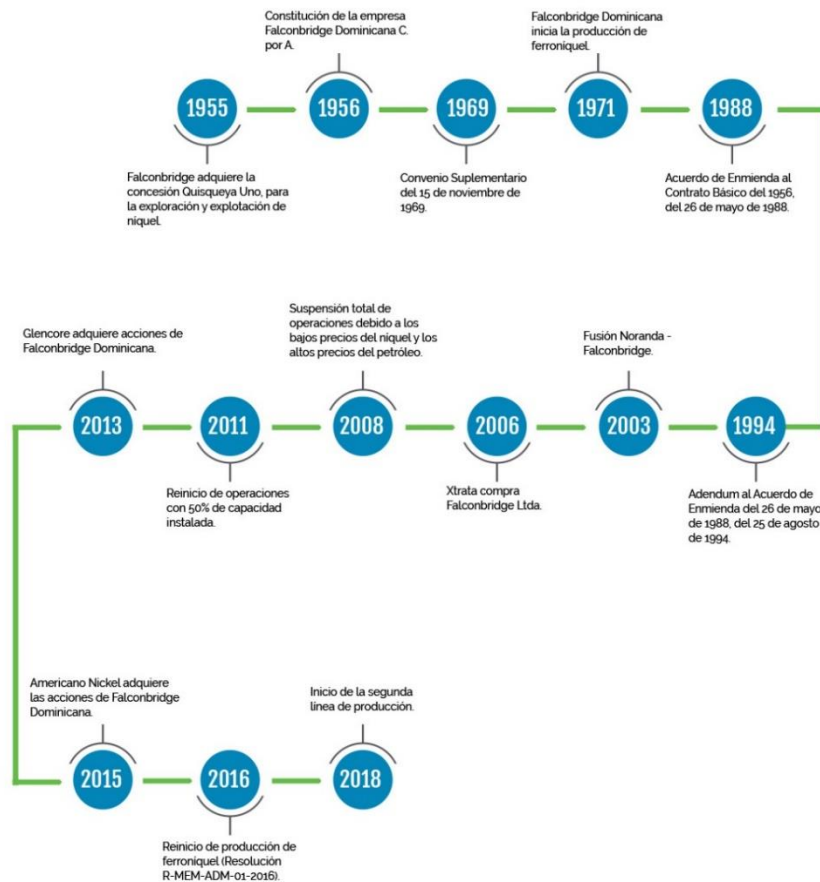 1955
Falconbridge adquiere la
concesión Quisqueya Uno, para
la exploración y explotación de
níquel.
Constitución de la empresa
Falconbridge Dominicana C.
por A.
1956
1969
Convenio Suplementario
del 15 de noviembre de
1969.
Falconbridge Dominicana
inicia la producción de
ferroníquel.
1971
1988
Acuerdo de Enmienda al
Contrato Básico del 1956,
del 26 de mayo de 1988.
1994
Adendum al Acuerdo de
Enmienda del 26 de mayo
de 1988, del 25 de agosto
de 1994.
Fusión Noranda -
Falconbridge.
2003
2006
Xtrata compra
Falconbridge Ltda.
Suspensión total de
operaciones debido a los
bajos precios del níquel y los
altos precios del petróleo.
2008
2011
Reinicio de operaciones
con 50% de capacidad
instalada.
Glencore adquiere acciones de
Falconbridge Dominicana.
2013
Americano Nickel adquiere
las acciones de Falconbridge
Dominicana.
2015
2016
Reinicio de producción de
ferroníquel (Resolución
R-MEM-ADM-01-2016).
Inicio de la segunda
línea de producción.
2018